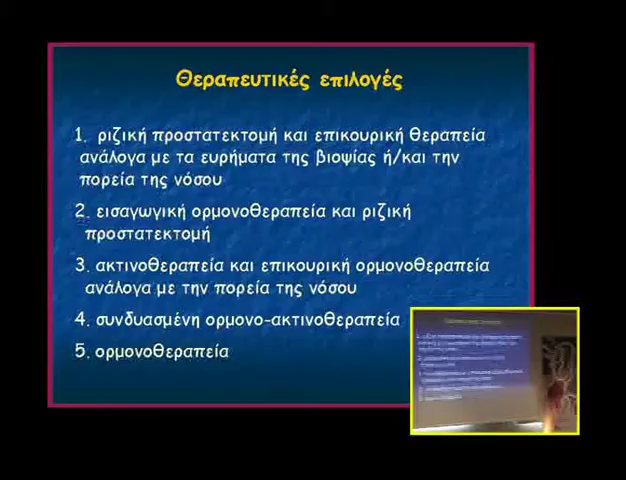 Θεραπευτικές επιλογές
1. ριζική προστατεκτομή και επικουρική θεραπεία
ανάλογα με τα ευρήματα της βιοψίας ή/και την
πορεία της νόσου
2. εισαγωγική ορμονοθεραπεία και ριζική
προστατεκτομή
3. ακτινοθεραπεία και επικουρική ορμονοθεραπεία
ανάλογα με την πορεία της νόσου
4. συνδυασμένη ορμονο-ακτινοθεραπεία
5. ορμονοθεραπεία